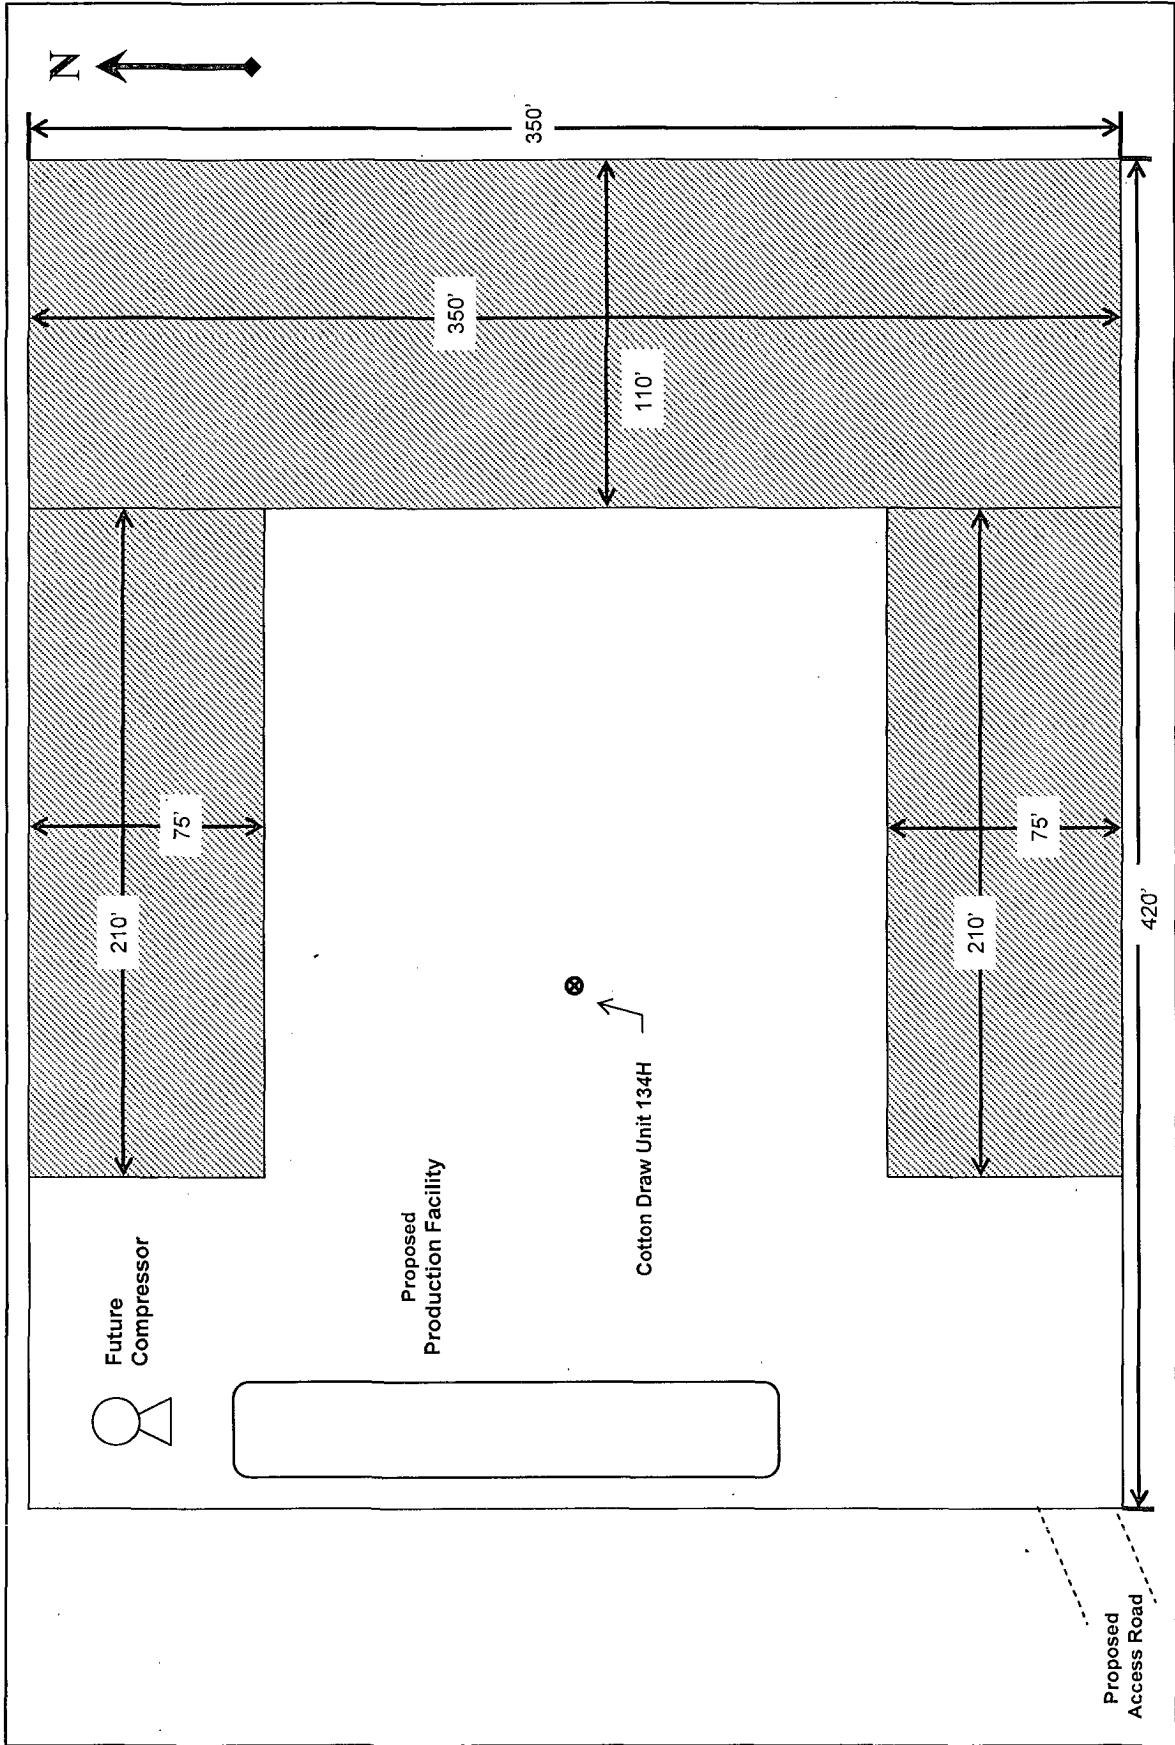 N
350'
350'
110'
210'
75'
75'
210'
420'
Future
Compressor
Proposed
Production Facility
Cotton Draw Unit 134H
Proposed
Access Road